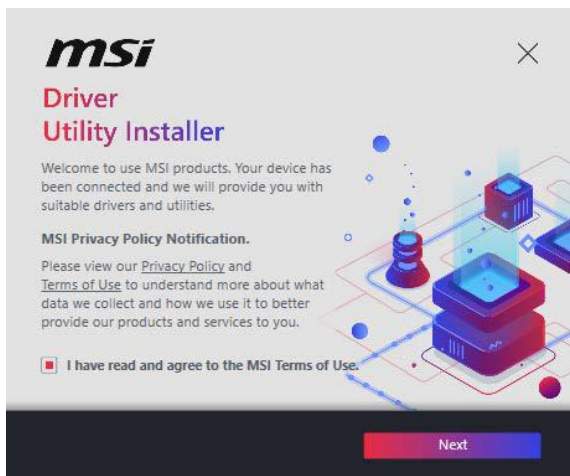 msi
Driver
Utility Installer
Welcome to use MSI products. Your device has
been connected and we will provide you with
suitable drivers and utilities.
MSI Privacy Policy Notification.
Please view our Privacy Policy and
Terms of Use to understand more about what
data we collect and how we use it to better
provide our products and services to you.
I have read and agree to the MSI Terms of Use.
Next